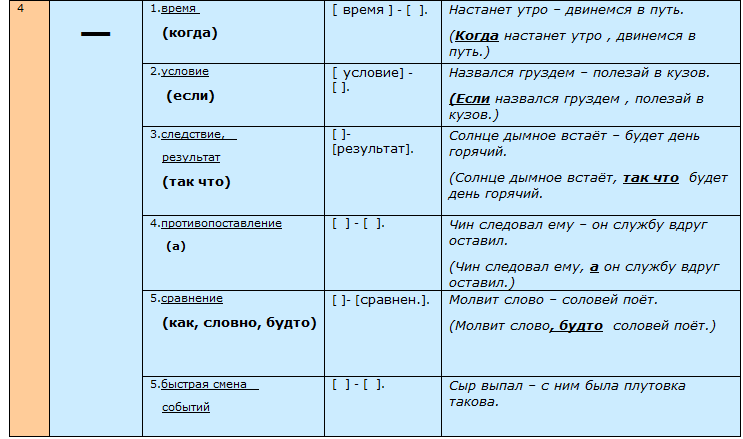 4
—
1.время
(когда)
[ время ] - [ ].
Настанет утро – двинемся в путь.
(Когда настанет утро , двинемся в
путь.)
2.условие
(если)
[ условие] -
[ ].
Назвался груздем – полезай в кузов.
(Если назвался груздем , полезай в
кузов.)
3.следствие,
результат
(так что)
[ ]-
[результат].
Солнце дымное встаёт – будет день
горячий.
(Солнце дымное встаёт, так что будет
день горячий.
4.противопоставление
(а)
[ ] - [ ].
Чин следовал ему – он службу вдруг
оставил.
(Чин следовал ему, а он службу вдруг
оставил.)
5.сравнение
(как, словно, будто)
[ ]- [сравнен.].
Молвит слово – соловей поёт.
(Молвит слово, будто соловей поёт.)
5.быстрая смена
событий
[ ] - [ ].
Сыр выпал – с ним была плутовка
такова.